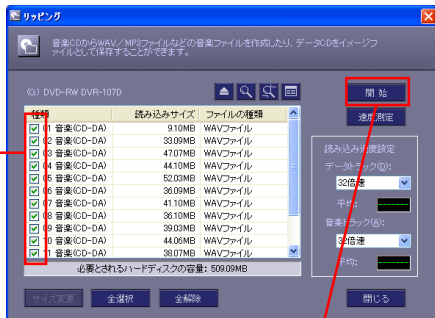 リッピング
音楽CDからWAV／MP3ファイルなどの音楽ファイルを作成したり、データCDをイメージファ
ァイルとして保存することができます。
(G:) DVD-RW DVR-107D
開 始
種類 読み込みサイズ ファイルの種類
速度測定
01 音楽(CD-DA) 9.10MB WAVファイル
02 音楽(CD-DA) 33.09MB WAVファイル
03 音楽(CD-DA) 47.07MB WAVファイル
04 音楽(CD-DA) 44.10MB WAVファイル
05 音楽(CD-DA) 52.03MB WAVファイル
06 音楽(CD-DA) 36.09MB WAVファイル
07 音楽(CD-DA) 41.10MB WAVファイル
08 音楽(CD-DA) 36.10MB WAVファイル
09 音楽(CD-DA) 39.03MB WAVファイル
10 音楽(CD-DA) 44.06MB WAVファイル
11 音楽(CD-DA) 38.07MB WAVファイル
読み込み速度設定
データトラック(D):
32倍速
平均:
音楽トラック(A):
32倍速
平均:
必要とされるハードディスクの容量: 509.09MB
サイズ変更 全選択 全解除 閉じる